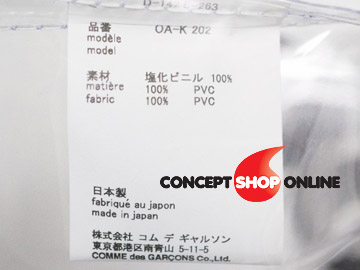 品番 OA-K 202
modèle
model
素材 塩化ビニル 100%
matière 100% PVC
fabric 100% PVC
CONCEPT SHOP ONLINE
日本製
fabriqué au japon
made in japan
株式会社 コム デ ギャルソン
東京都港区南青山 5-11-5
COMME des GARÇONS Co.,Ltd.